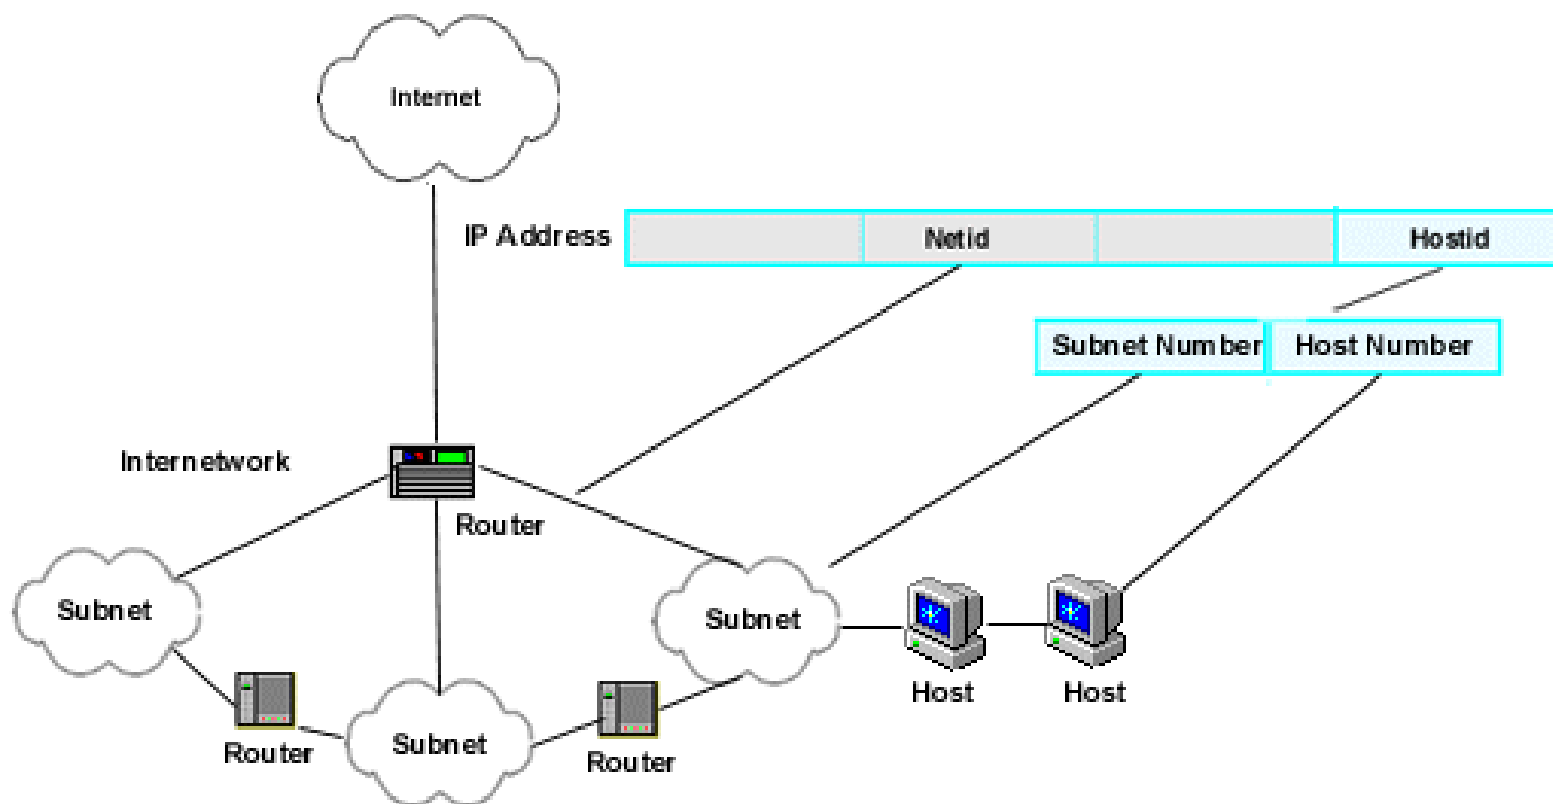 Internet
IP Address
Netid
Hostid
Subnet Number
Host Number
Internetwork
Router
Subnet
Subnet
Host
Host
Router
Subnet
Router